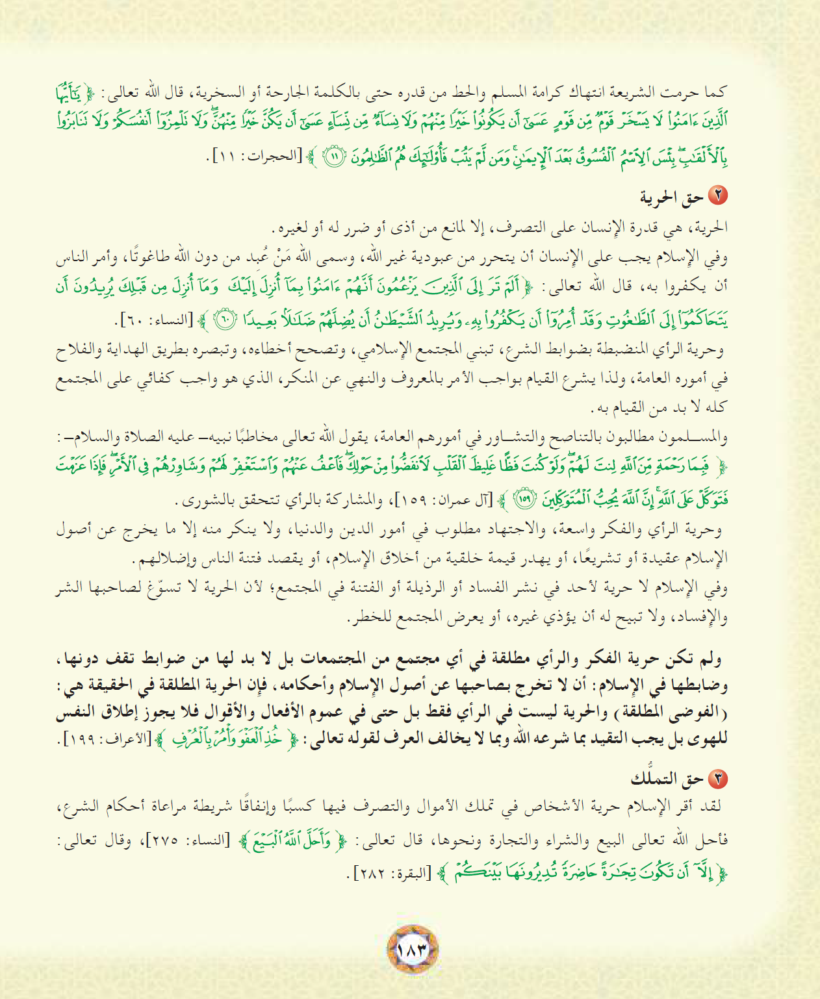 كما حرمت الشريعة انتهاك كرامة المسلم والحط من قدره حتى بالكلمة الجارحة أو السخرية، قال الله تعالى: ﴿ يَٰٓأَيُّهَا
ٱلَّذِينَ ءَامَنُواْ لَا يَسْخَرْ قَوْمٌ مِّن قَوْمٍ عَسَىٰٓ أَن يَكُونُواْ خَيْرًا مِّنْهُمْ وَلَا نِسَآءٌ مِّن نِّسَآءٍ عَسَىٰٓ أَن يَكُنَّ خَيْرًا مِّنْهُنَّ ۖ وَلَا تَلْمِزُوٓاْ أَنفُسَكُمْ وَلَا تَنَابَزُواْ
بِٱلْأَلْقَٰبِ ۖ بِئْسَ ٱلِٱسْمُ ٱلْفُسُوقُ بَعْدَ ٱلْإِيمَٰنِ ۚ وَمَن لَّمْ يَتُبْ فَأُوْلَٰٓئِكَ هُمُ ٱلظَّٰلِمُونَ ١١ ﴾ [الحجرات: ١١].
٢ حق الحرية
الحرية، هي قدرة الإنسان على التصرف، إلا لمانع من أذى أو ضرر له أو لغيره.
وفي الإسلام يجب على الإنسان أن يتحرر من عبودية غير الله، وسمى الله مَنْ عُبِد من دون الله طاغوتًا، وأمر الناس
أن يكفروا به، قال الله تعالى: ﴿ أَلَمْ تَرَ إِلَى ٱلَّذِينَ يَزْعُمُونَ أَنَّهُمْ ءَامَنُواْ بِمَآ أُنزِلَ إِلَيْكَ وَمَآ أُنزِلَ مِن قَبْلِكَ يُرِيدُونَ أَن
يَتَحَاكَمُوٓاْ إِلَى ٱلطَّٰغُوتِ وَقَدْ أُمِرُوٓاْ أَن يَكْفُرُواْ بِهِۦ وَيُرِيدُ ٱلشَّيْطَٰنُ أَن يُضِلَّهُمْ ضَلَٰلًۢا بَعِيدًا ٦٠ ﴾ [النساء: ٦٠].
وحرية الرأي المنضبطة بضوابط الشرع، تبني المجتمع الإسلامي، وتصحح أخطاءه، وتبصره بطريق الهداية والفلاح
في أموره العامة، ولذا يشرع القيام بواجب الأمر بالمعروف والنهي عن المنكر، الذي هو واجب كفائي على المجتمع
كله لا بد من القيام به.
والمسلمون مطالبون بالتناصح والتشاور في أمورهم العامة، يقول الله تعالى مخاطبًا نبيه– عليه الصلاة والسلام–:
﴿ فَبِمَا رَحْمَةٍ مِّنَ ٱللَّهِ لِنتَ لَهُمْ ۖ وَلَوْ كُنتَ فَظًّا غَلِيظَ ٱلْقَلْبِ لَٱنفَضُّواْ مِنْ حَوْلِكَ ۖ فَٱعْفُ عَنْهُمْ وَٱسْتَغْفِرْ لَهُمْ وَشَاوِرْهُمْ فِى ٱلْأَمْرِ ۖ فَإِذَا عَزَمْتَ
فَتَوَكَّلْ عَلَى ٱللَّهِ ۚ إِنَّ ٱللَّهَ يُحِبُّ ٱلْمُتَوَكِّلِينَ ١٥٩ ﴾ [آل عمران: ١٥٩]، والمشاركة بالرأي تتحقق بالشورى.
وحرية الرأي والفكر واسعة، والاجتهاد مطلوب في أمور الدين والدنيا، ولا ينكر منه إلا ما يخرج عن أصول
الإسلام عقيدة أو تشريعًا، أو يهدر قيمة خلقية من أخلاق الإسلام، أو يقصد فتنة الناس وإضلالهم.
وفي الإسلام لا حرية لأحد في نشر الفساد أو الرذيلة أو الفتنة في المجتمع؛ لأن الحرية لا تسوّغ لصاحبها الشر
والإفساد، ولا تبيح له أن يؤذي غيره، أو يعرض المجتمع للخطر.
ولم تكن حرية الفكر والرأي مطلقة في أي مجتمع من المجتمعات بل لا بد لها من ضوابط تقف دونها،
وضابطها في الإسلام: أن لا تخرج بصاحبها عن أصول الإسلام وأحكامه، فإن الحرية المطلقة في الحقيقة هي:
(الفوضى المطلقة) والحرية ليست في الرأي فقط بل حتى في عموم الأفعال والأقوال فلا يجوز إطلاق النفس
للهوى بل يجب التقيد بما شرعه الله وبما لا يخالف العرف لقوله تعالى: ﴿ خُذِ ٱلْعَفْوَ وَأْمُرْ بِٱلْعُرْفِ ﴾ [الأعراف: ١٩٩].
٣ حق التملُّك
لقد أقر الإسلام حرية الأشخاص في تملك الأموال والتصرف فيها كسبًا وإنفاقًا شريطة مراعاة أحكام الشرع،
فأحل الله تعالى البيع والشراء والتجارة ونحوها، قال تعالى: ﴿ وَأَحَلَّ ٱللَّهُ ٱلْبَيْعَ ﴾ [النساء: ٢٧٥]، وقال تعالى:
﴿ إِلَّآ أَن تَكُونَ تِجَٰرَةً حَاضِرَةً تُدِيرُونَهَا بَيْنَكُمْ ﴾ [البقرة: ٢٨٢].
١٨٣